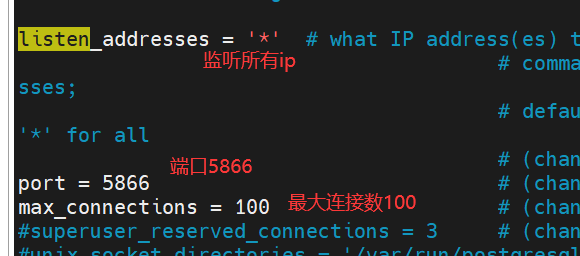 listen_addresses = '*' # what IP address(es) t
监听所有ip
# comma
sses;
# defau
'*' for all
端口5866
# (chan
port = 5866 # (chan
max_connections = 100 最大连接数100 # (chan
#superuser_reserved_connections = 3 # (chan
#unix_socket_directories = '/var/run/postgresql